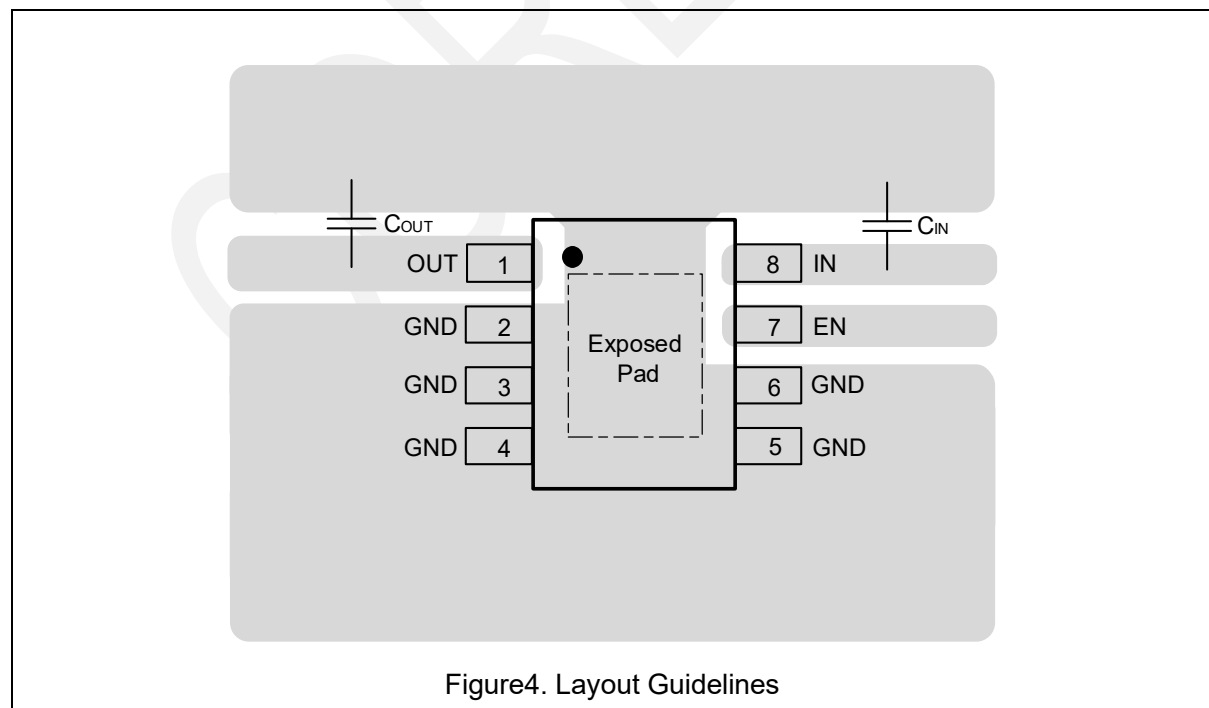 COUT
CIN
OUT 1
8 IN
GND 2
7 EN
Exposed
Pad
GND 3
6 GND
GND 4
5 GND
Figure4. Layout Guidelines